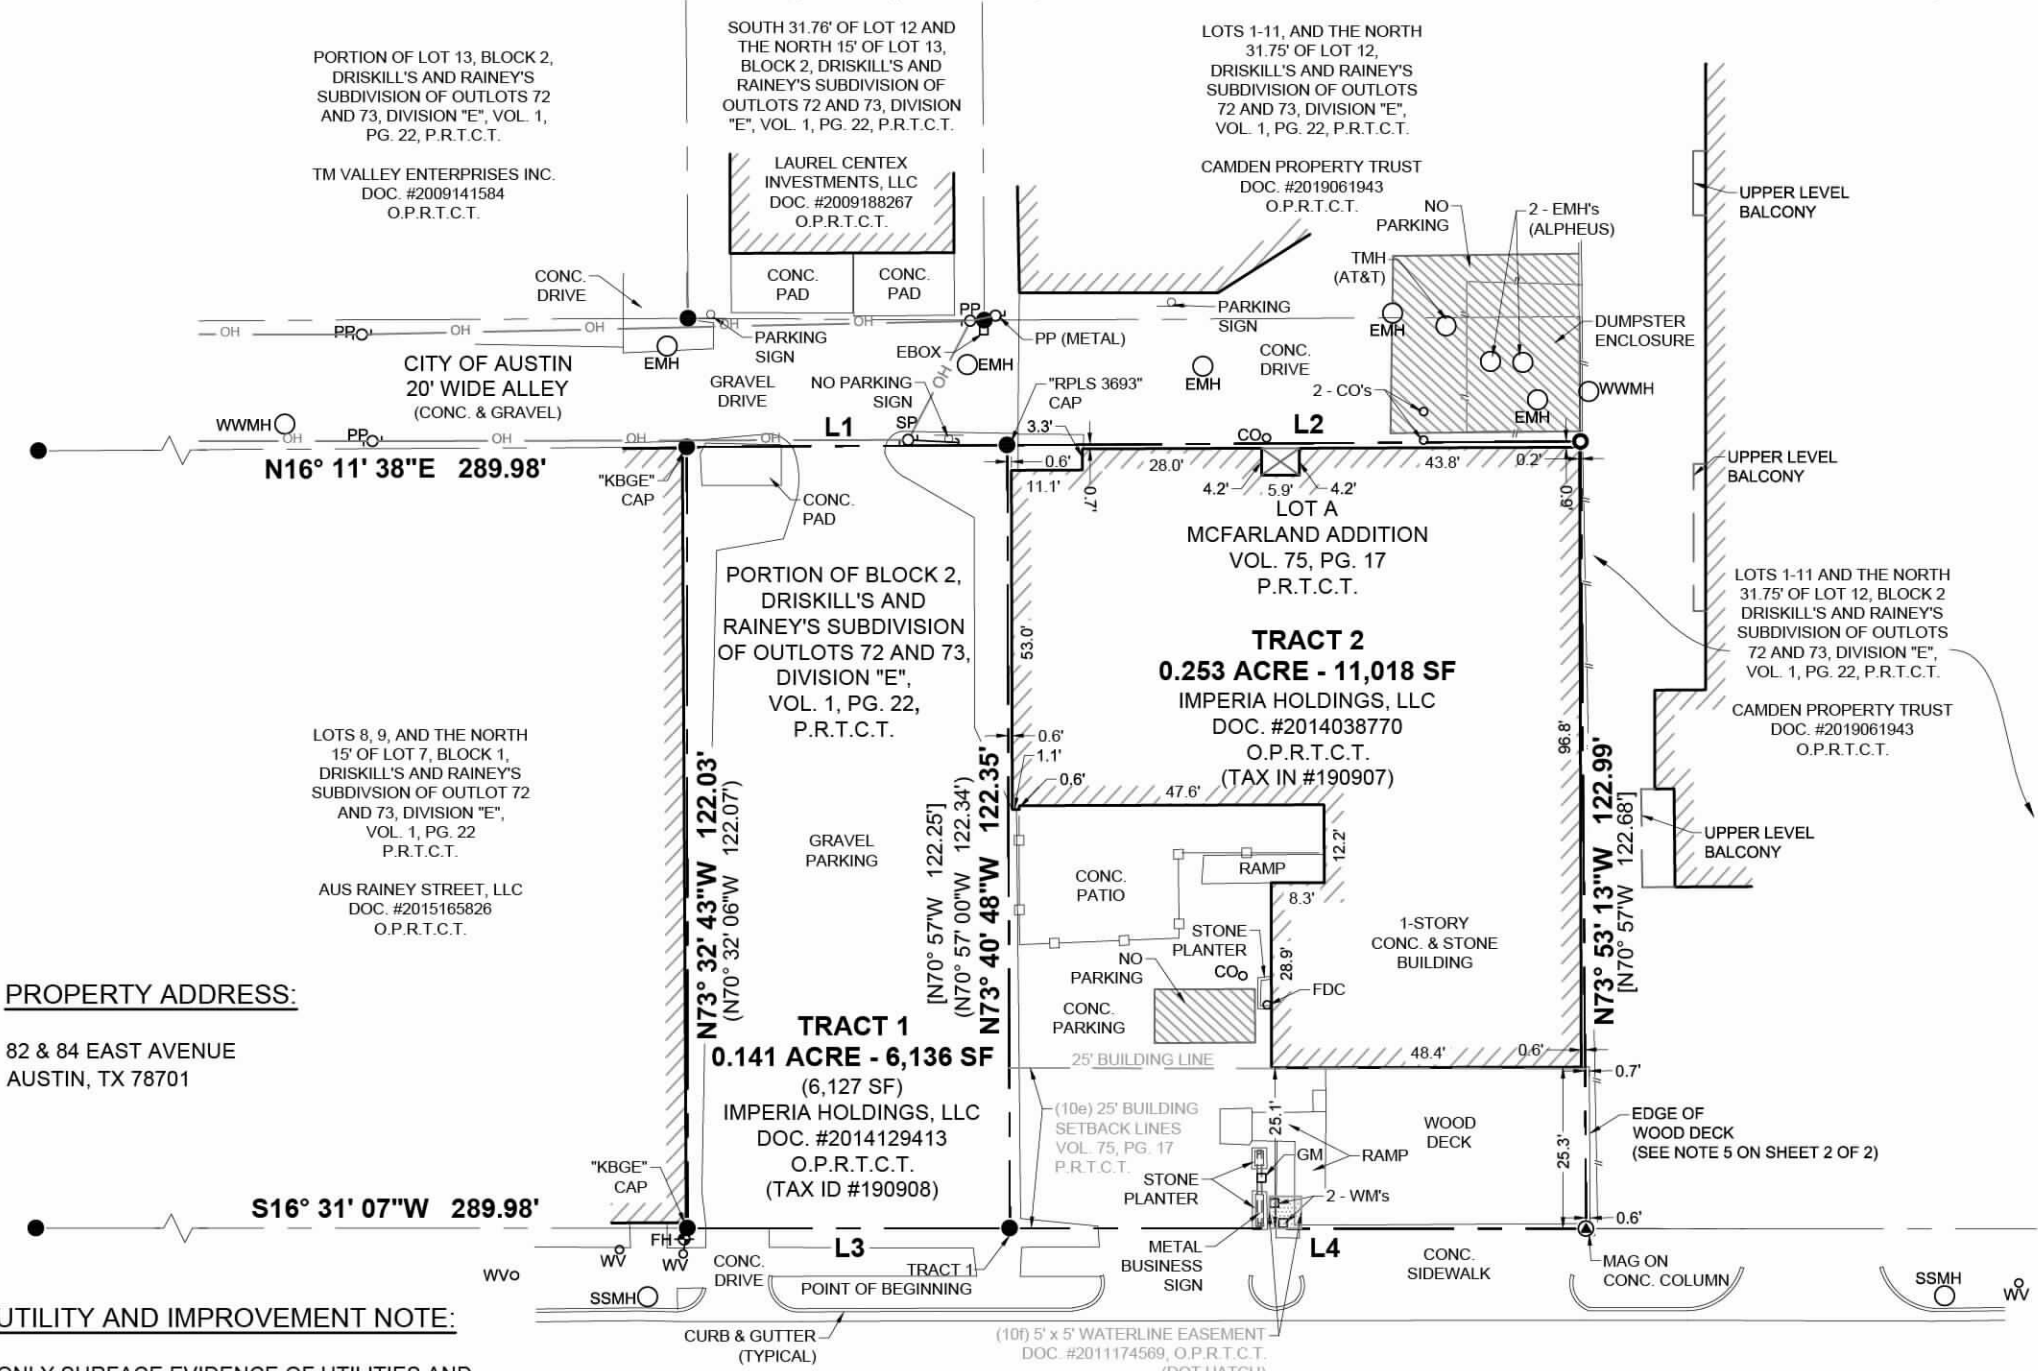 PORTION OF LOT 13, BLOCK 2,
DRISKILL'S AND RAINEY'S
SUBDIVISION OF OUTLOTS 72
AND 73, DIVISION "E", VOL. 1,
PG. 22, P.R.T.C.T.
TM VALLEY ENTERPRISES INC.
DOC. #2009141584
O.P.R.T.C.T.
SOUTH 31.76' OF LOT 12 AND
THE NORTH 15' OF LOT 13,
BLOCK 2, DRISKILL'S AND
RAINEY'S SUBDIVISION OF
OUTLOTS 72 AND 73, DIVISION
"E", VOL. 1, PG. 22, P.R.T.C.T.
LAUREL CENTEX
INVESTMENTS, LLC
DOC. #2009188267
O.P.R.T.C.T.
LOTS 1-11, AND THE NORTH
31.75' OF LOT 12,
DRISKILL'S AND RAINEY'S
SUBDIVISION OF OUTLOTS
72 AND 73, DIVISION "E",
VOL. 1, PG. 22, P.R.T.C.T.
CAMDEN PROPERTY TRUST
DOC. #2019061943
O.P.R.T.C.T.
NO
PARKING
2 - EMH's
(ALPHEUS)
UPPER LEVEL
BALCONY
TMH
(AT&T)
CONC.
DRIVE
CONC.
PAD
CONC.
PAD
PARKING
SIGN
DUMPSTER
ENCLOSURE
OH
PP
OH
OH
OH
OH
PP
PP (METAL)
EMH
PARKING
SIGN
EBOX
EMH
EMH
CONC.
DRIVE
EMH
CITY OF AUSTIN
20' WIDE ALLEY
(CONC. & GRAVEL)
GRAVEL
DRIVE
NO PARKING
SIGN
OH
"RPLS 3693"
CAP
2 - CO's
EMH
WWMH
WWMH
OH
PP
OH
OH
OH
L1
SP
3.3'
CO
L2
N16° 11' 38"E 289.98'
"KBGE"
CAP
CONC.
PAD
0.6'
11.1'
0.7'
28.0'
4.2'
5.9'
4.2'
43.8'
0.2'
0.9'
UPPER LEVEL
BALCONY
LOT A
MCFARLAND ADDITION
VOL. 75, PG. 17
P.R.T.C.T.
PORTION OF BLOCK 2,
DRISKILL'S AND
RAINEY'S SUBDIVISION
OF OUTLOTS 72 AND 73,
DIVISION "E",
VOL. 1, PG. 22,
P.R.T.C.T.
53.0'
TRACT 2
0.253 ACRE - 11,018 SF
IMPERIA HOLDINGS, LLC
DOC. #2014038770
O.P.R.T.C.T.
(TAX IN #190907)
LOTS 1-11 AND THE NORTH
31.75' OF LOT 12, BLOCK 2
DRISKILL'S AND RAINEY'S
SUBDIVISION OF OUTLOTS
72 AND 73, DIVISION "E",
VOL. 1, PG. 22, P.R.T.C.T.
CAMDEN PROPERTY TRUST
DOC. #2019061943
O.P.R.T.C.T.
LOTS 8, 9, AND THE NORTH
15' OF LOT 7, BLOCK 1,
DRISKILL'S AND RAINEY'S
SUBDIVSION OF OUTLOT 72
AND 73, DIVISION "E",
VOL. 1, PG. 22
P.R.T.C.T.
AUS RAINEY STREET, LLC
DOC. #2015165826
O.P.R.T.C.T.
N73° 32' 43"W 122.03'
(N70° 32' 06"W 122.07')
GRAVEL
PARKING
[N70° 57'W 122.25']
(N70° 57' 00"W 122.34')
N73° 40' 48"W 122.35'
0.6'
1.1'
0.6'
47.6'
96.8'
N73° 53' 13"W 122.99'
[N70° 57'W 122.68']
UPPER LEVEL
BALCONY
12.2'
RAMP
CONC.
PATIO
8.3'
STONE
PLANTER
1-STORY
CONC. & STONE
BUILDING
NO
PARKING
CO
28.9'
FDC
CONC.
PARKING
PROPERTY ADDRESS:
82 & 84 EAST AVENUE
AUSTIN, TX 78701
TRACT 1
0.141 ACRE - 6,136 SF
(6,127 SF)
IMPERIA HOLDINGS, LLC
DOC. #2014129413
O.P.R.T.C.T.
(TAX ID #190908)
25' BUILDING LINE
48.4'
0.6'
0.7'
(10e) 25' BUILDING
SETBACK LINES
VOL. 75, PG. 17
P.R.T.C.T.
25.1'
WOOD
DECK
25.3'
EDGE OF
WOOD DECK
(SEE NOTE 5 ON SHEET 2 OF 2)
GM
RAMP
STONE
PLANTER
2 - WM's
"KBGE"
CAP
S16° 31' 07"W 289.98'
0.6'
FH
L3
L4
WV
WV
WV
CONC.
DRIVE
TRACT 1
POINT OF BEGINNING
METAL
BUSINESS
SIGN
CONC.
SIDEWALK
MAG ON
CONC. COLUMN
SSMH
SSMH
WV
UTILITY AND IMPROVEMENT NOTE:
CURB & GUTTER
(TYPICAL)
(10f) 5' x 5' WATERLINE EASEMENT
DOC. #2011174569, O.P.R.T.C.T.
(DOT HATCH)
ONLY SURFACE EVIDENCE OF UTILITIES AND